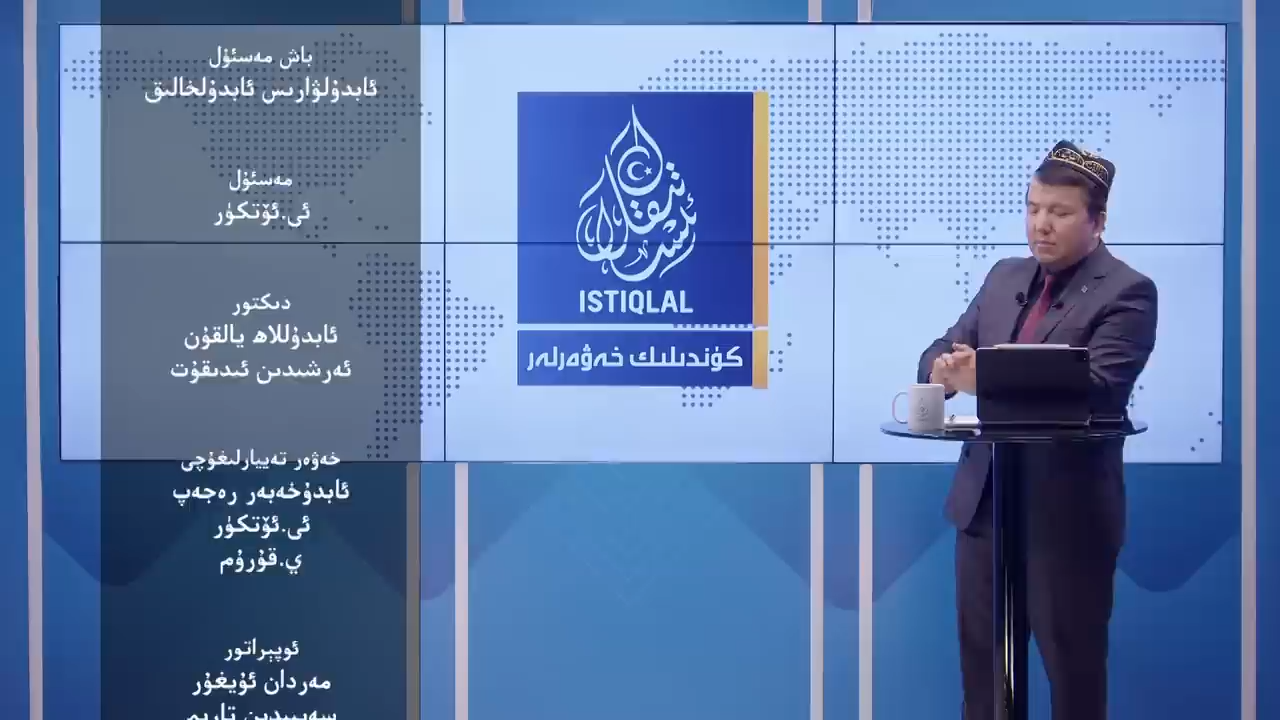 باش مەسئۇل
ئابدۇلۋارىس ئابدۇلخالىق
مەسئۇل
ئى.ئۆتكۈر
دىكتور
ئابدۇللاھ يالقۇن
ئەرشىدىن ئىدىقۇت
خەۋەر تەييارلىغۇچى
ئابدۇخەبەر رەجەپ
ئى.ئۆتكۈر
ي.قۇرۇم
ئوپېراتور
مەردان ئۇيغۇر
ئىستىقلال
ISTIQLAL
كۈندىلىك خەۋەرلەر